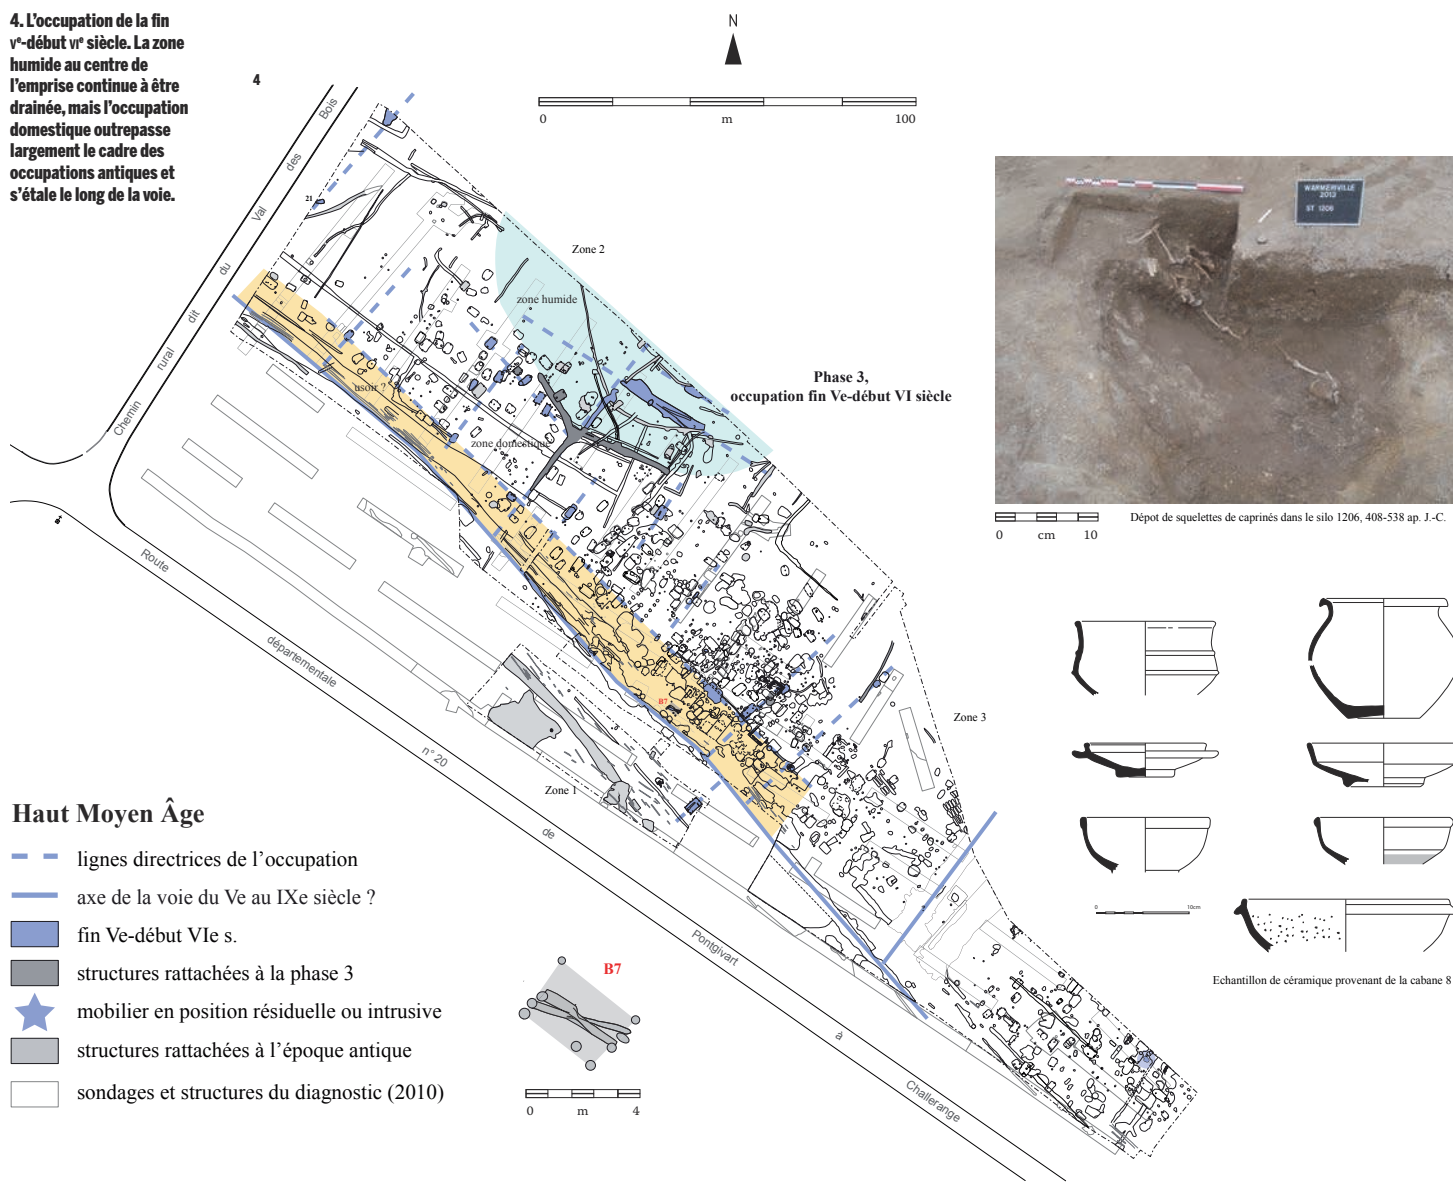 4. L’occupation de la fin
Ve-début VIe siècle. La zone
humide au centre de
l’emprise continue à être
drainée, mais l’occupation
domestique outrepasse
largement le cadre des
occupations antiques et
s’étale le long de la voie.
4
N
0 m 100
Chemin rural dit du Val des Bois
21
Zone 2
zone humide
usoir ?
zone domestique
Phase 3,
occupation fin Ve-début VI siècle
WARMERIVILLE
2013
ST 1206
0 cm 10
Dépot de squelettes de caprinés dans le silo 1206, 408-538 ap. J.-C.
B7
Zone 3
Zone 1
Route départementale n° 20 de Pontgivart à Challerange
0 10cm
Echantillon de céramique provenant de la cabane 8
Haut Moyen Âge
lignes directrices de l’occupation
axe de la voie du Ve au IXe siècle ?
fin Ve-début VIe s.
structures rattachées à la phase 3
mobilier en position résiduelle ou intrusive
structures rattachées à l’époque antique
sondages et structures du diagnostic (2010)
B7
0 m 4